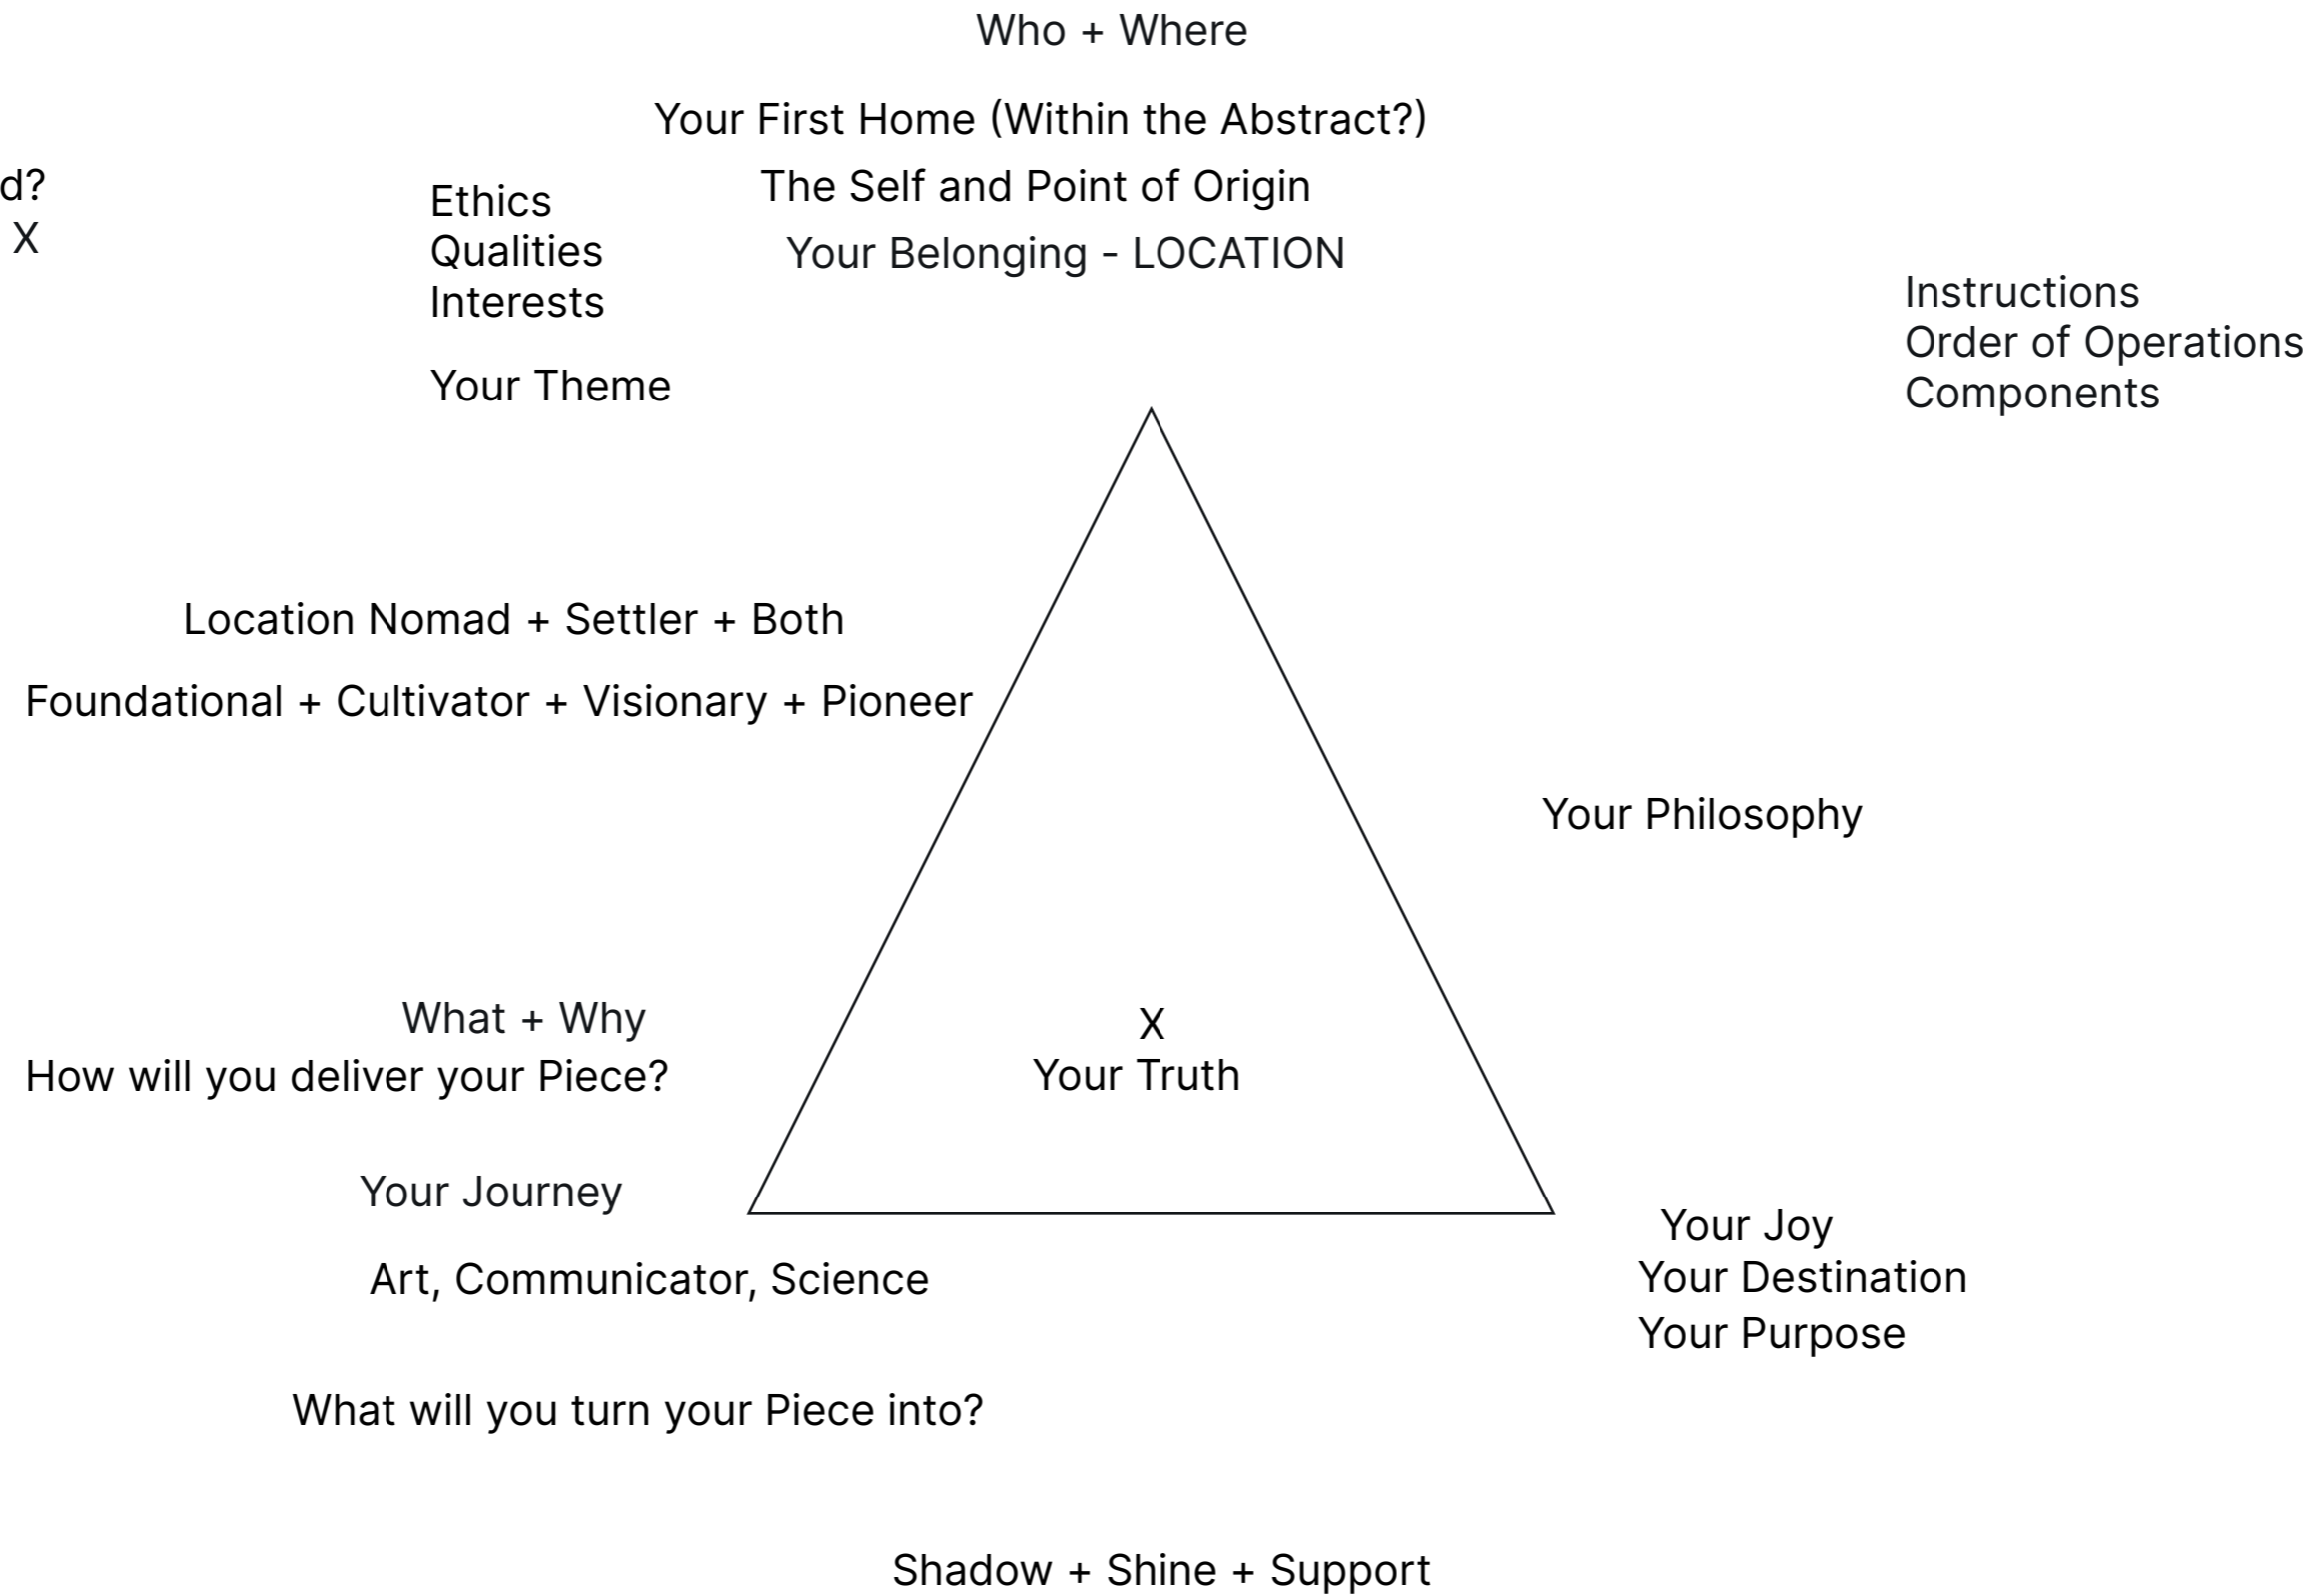 Who + Where
Your First Home (Within the Abstract?)
The Self and Point of Origin
Your Belonging - LOCATION
d?
X
Ethics
Qualities
Interests
Your Theme
Instructions
Order of Operations
Components
Location Nomad + Settler + Both
Foundational + Cultivator + Visionary + Pioneer
Your Philosophy
What + Why
How will you deliver your Piece?
X
Your Truth
Your Journey
Art, Communicator, Science
What will you turn your Piece into?
Your Joy
Your Destination
Your Purpose
Shadow + Shine + Support